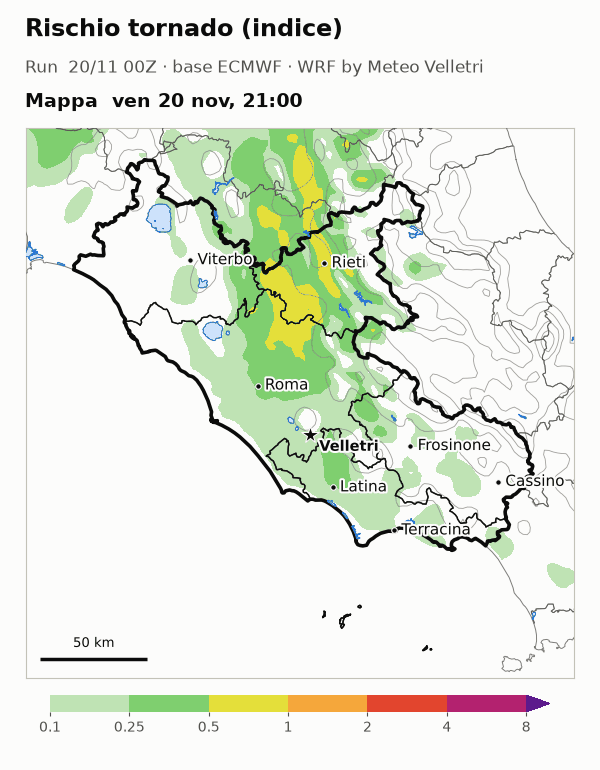 Rischio tornado (indice)
Run  20/11 00Z · base ECMWF · WRF by Meteo Velletri
Mappa  ven 20 nov, 21:00
Viterbo
Rieti
Roma
Velletri
Frosinone
Latina
Cassino
Terracina
50 km
0.1 0.25 0.5 1 2 4 8